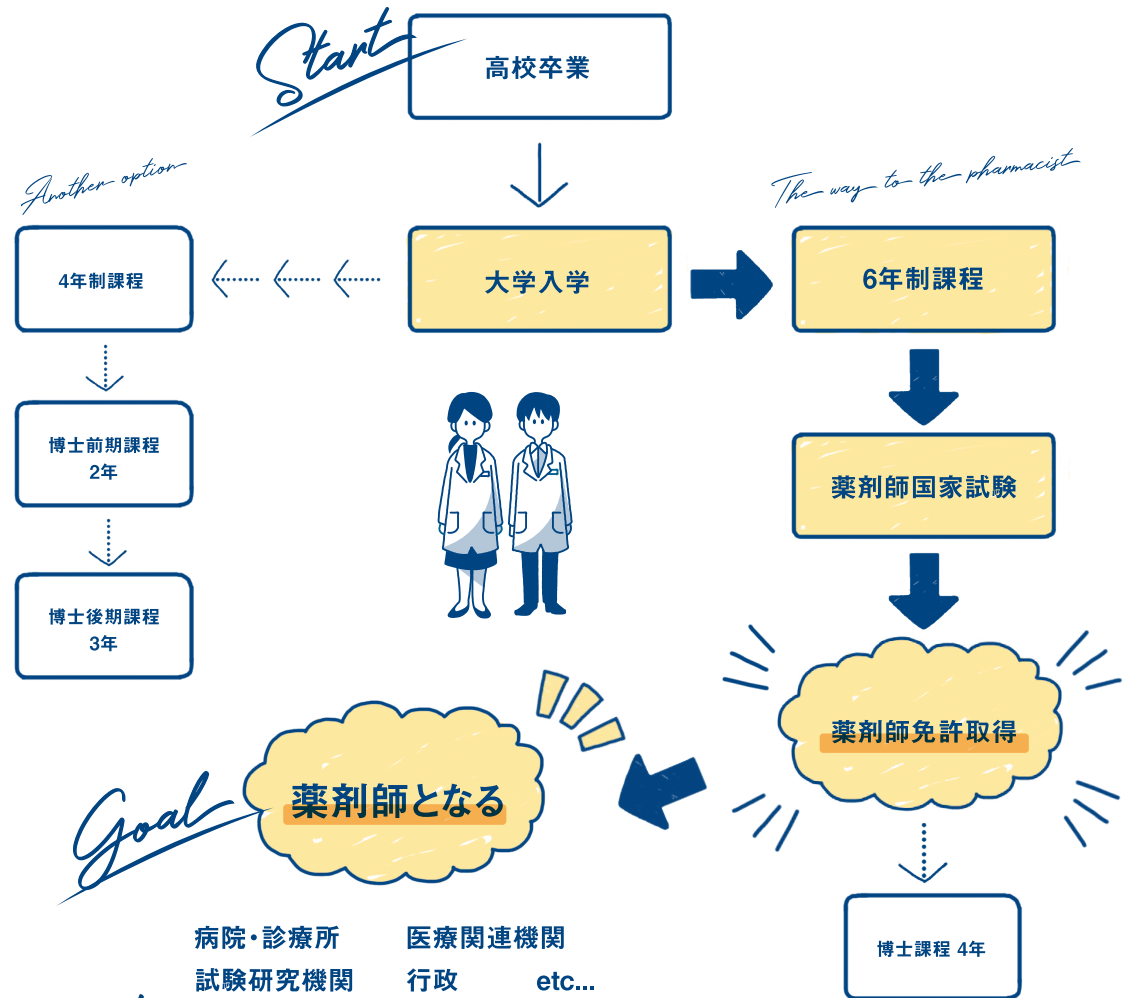 Start
高校卒業
Another option
The way to the pharmacist
4年制課程
大学入学
6年制課程
博士前期課程
2年
薬剤師国家試験
博士後期課程
3年
薬剤師免許取得
薬剤師となる
Goal
病院・診療所
医療関連機関
試験研究機関
行政
etc...
博士課程 4年